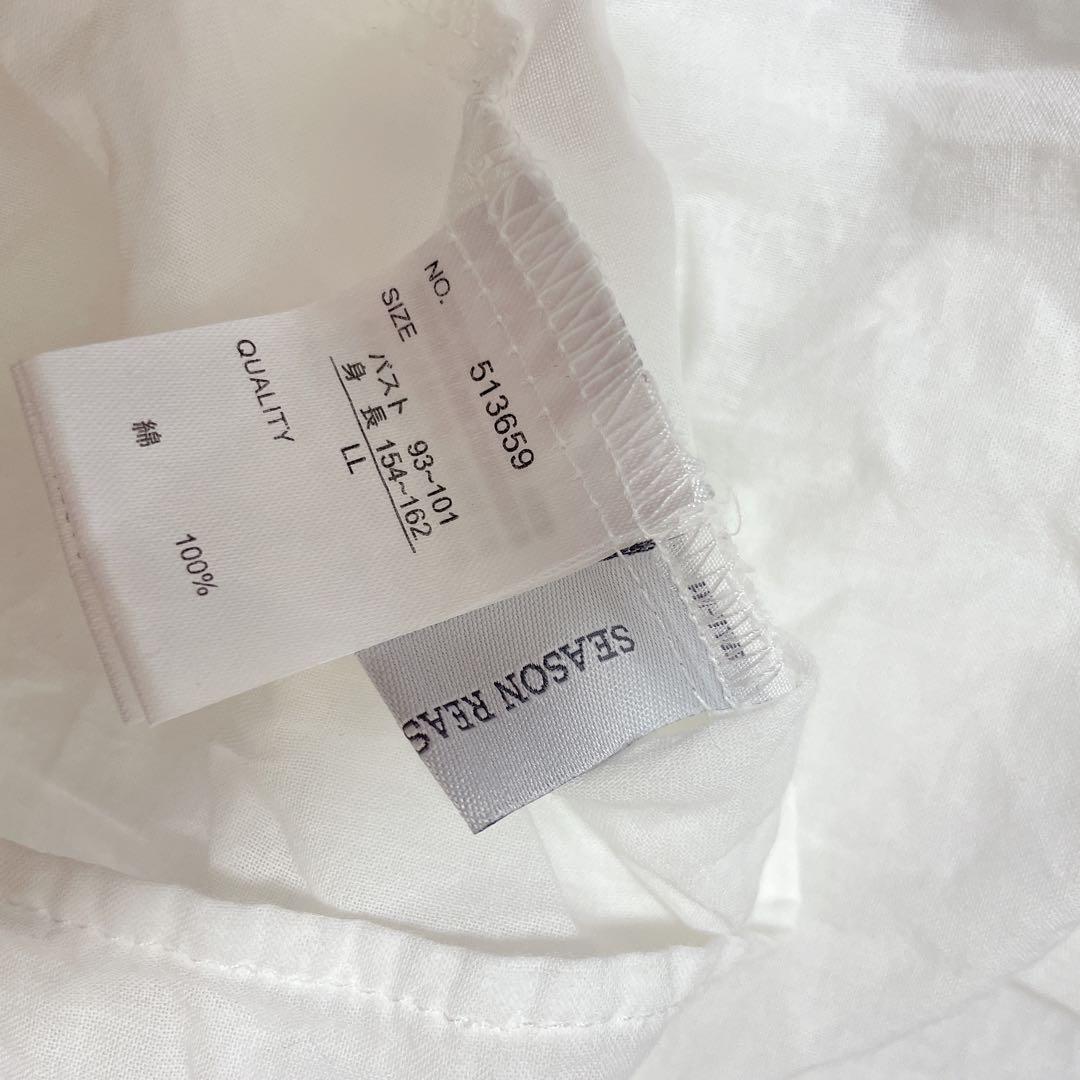 NO. 513659
SIZE
バスト 93~101
身 長 154~162
LL
QUALITY
綿 100%
SEASON REAS